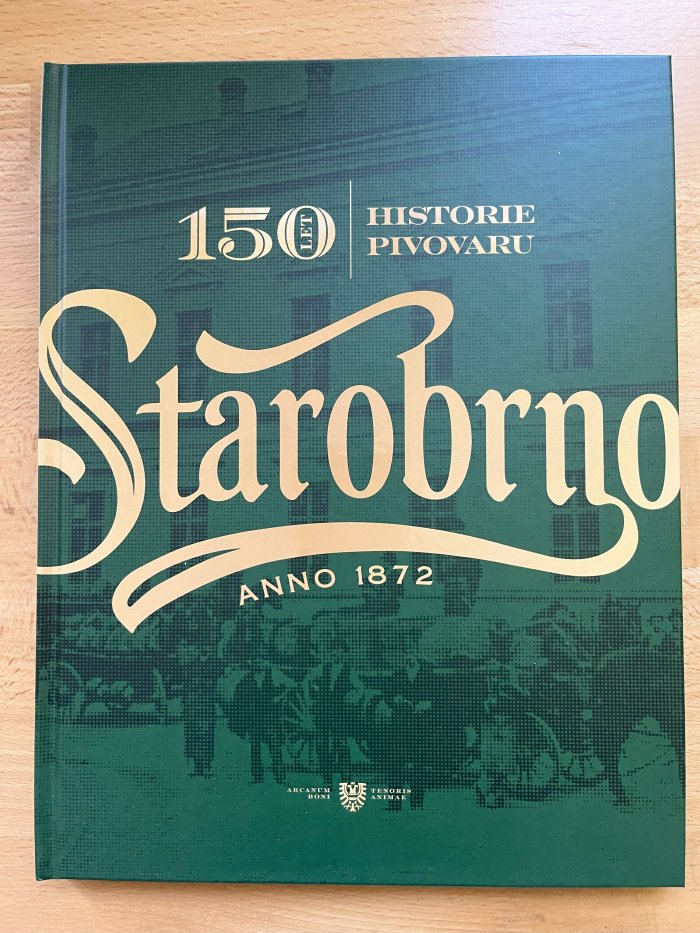 150 LET
HISTORIE
PIVOVARU
Starobrno
ANNO 1872
ARCANUM TENORIS
BONI ANIMAE